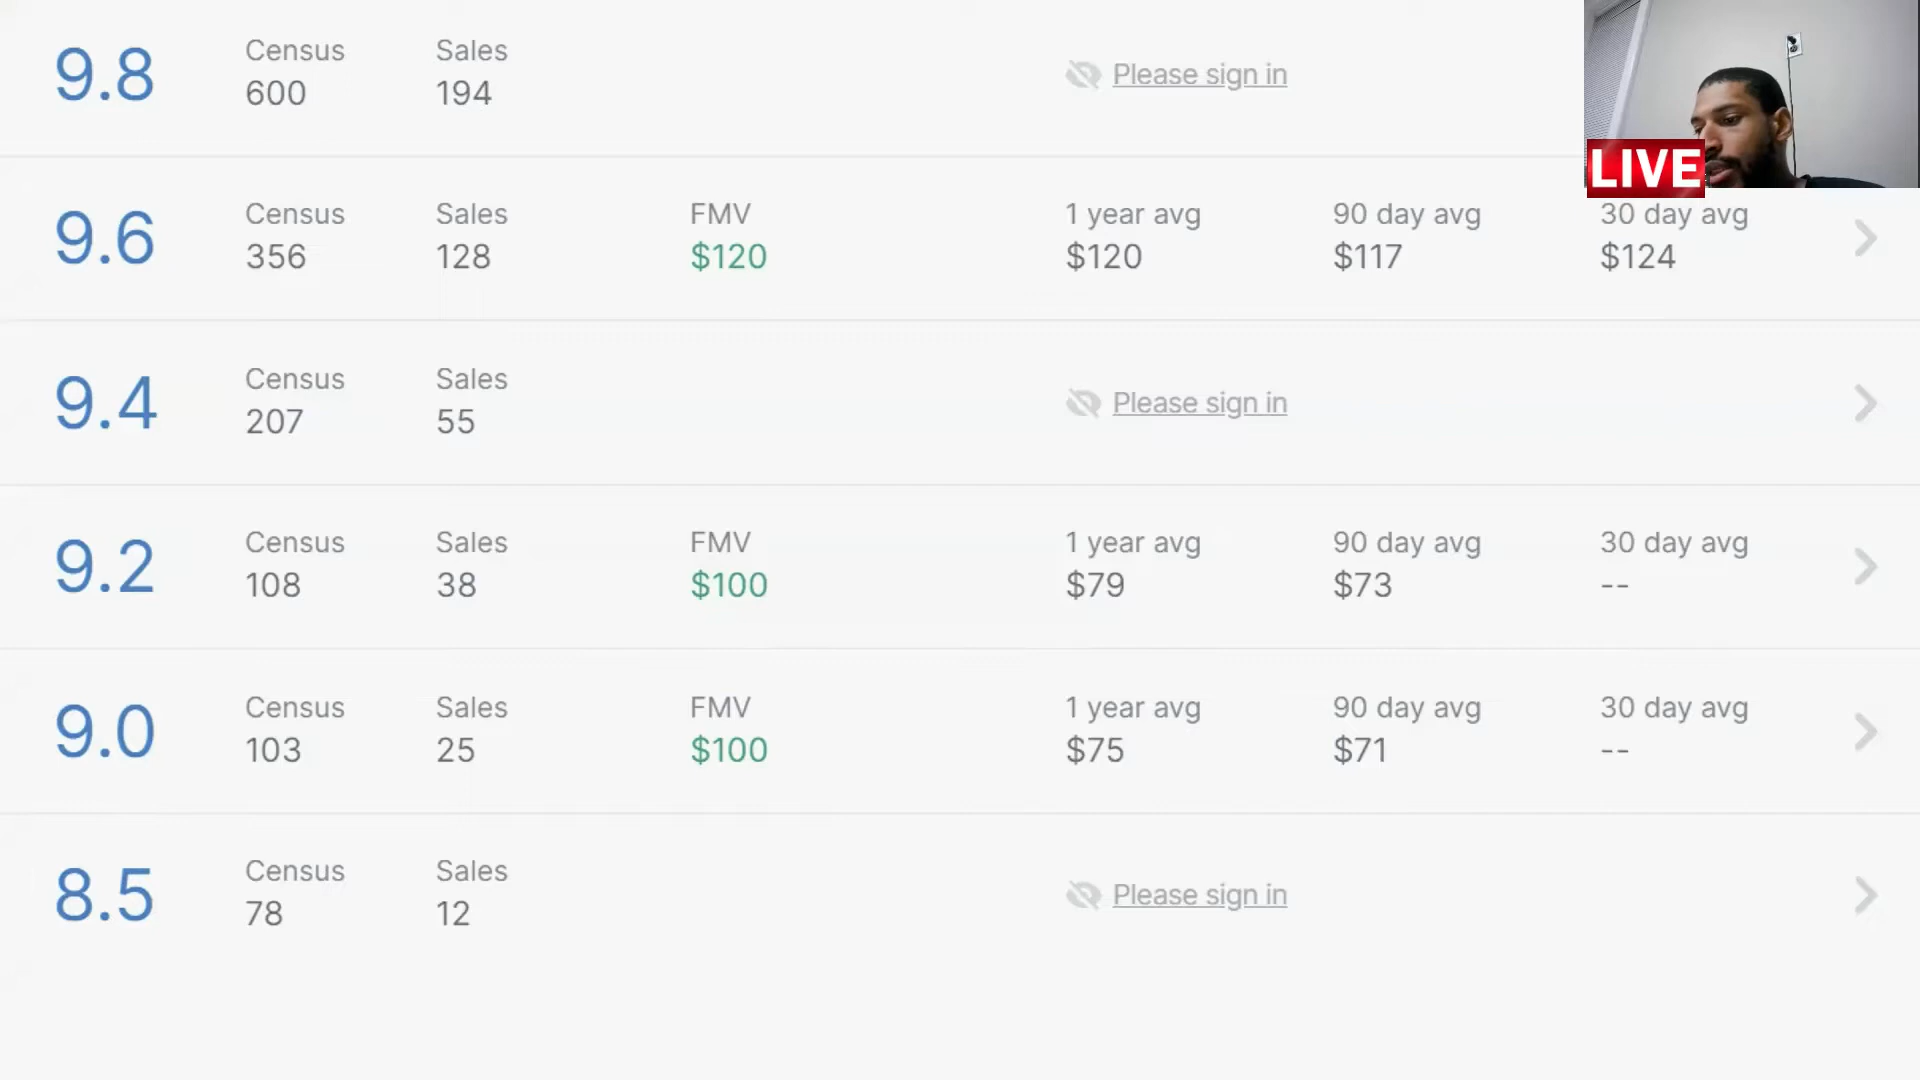 9.8
Census
600
Sales
194
Please sign in
LIVE
9.6
Census
356
Sales
128
FMV
$120
1 year avg
$120
90 day avg
$117
30 day avg
$124
9.4
Census
207
Sales
55
Please sign in
9.2
Census
108
Sales
38
FMV
$100
1 year avg
$79
90 day avg
$73
30 day avg
--
9.0
Census
103
Sales
25
FMV
$100
1 year avg
$75
90 day avg
$71
30 day avg
--
8.5
Census
78
Sales
12
Please sign in